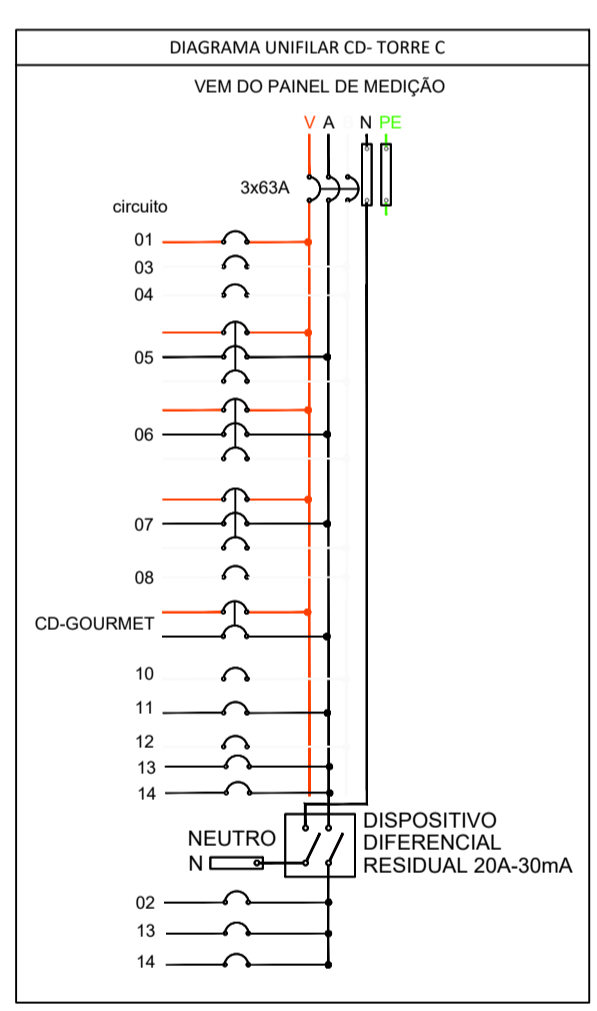 DIAGRAMA UNIFILAR CD- TORRE C
VEM DO PAINEL DE MEDIÇÃO
V A B N PE
3x63A
circuito
01
03
04
05
06
07
08
CD-GOURMET
10
11
12
13
14
DISPOSITIVO
DIFERENCIAL
RESIDUAL 20A-30mA
NEUTRO
N
02
13
14